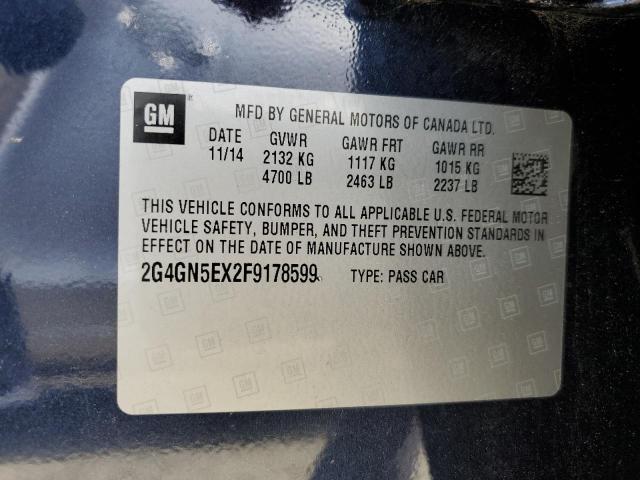 GM
MFD BY GENERAL MOTORS OF CANADA LTD.
DATE GVWR GAWR FRT GAWR RR
11/14 2132 KG 1117 KG 1015 KG
4700 LB 2463 LB 2237 LB
THIS VEHICLE CONFORMS TO ALL APPLICABLE U.S. FEDERAL MOTOR
VEHICLE SAFETY, BUMPER, AND THEFT PREVENTION STANDARDS IN
EFFECT ON THE DATE OF MANUFACTURE SHOWN ABOVE.
2G4GN5EX2F9178599 TYPE: PASS CAR